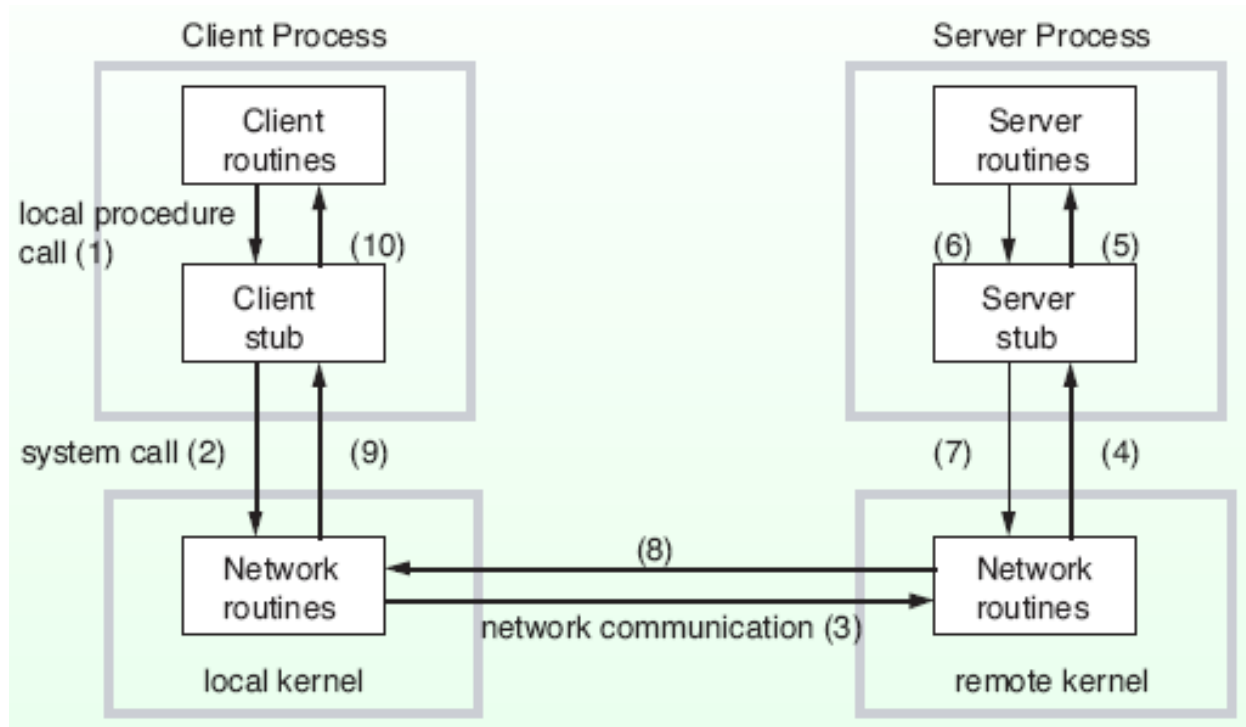 Client Process
Server Process
Client
routines
Server
routines
local procedure
call (1)
(10)
(6)
(5)
Client
stub
Server
stub
system call (2)
(9)
(7)
(4)
(8)
Network
routines
Network
routines
network communication (3)
local kernel
remote kernel